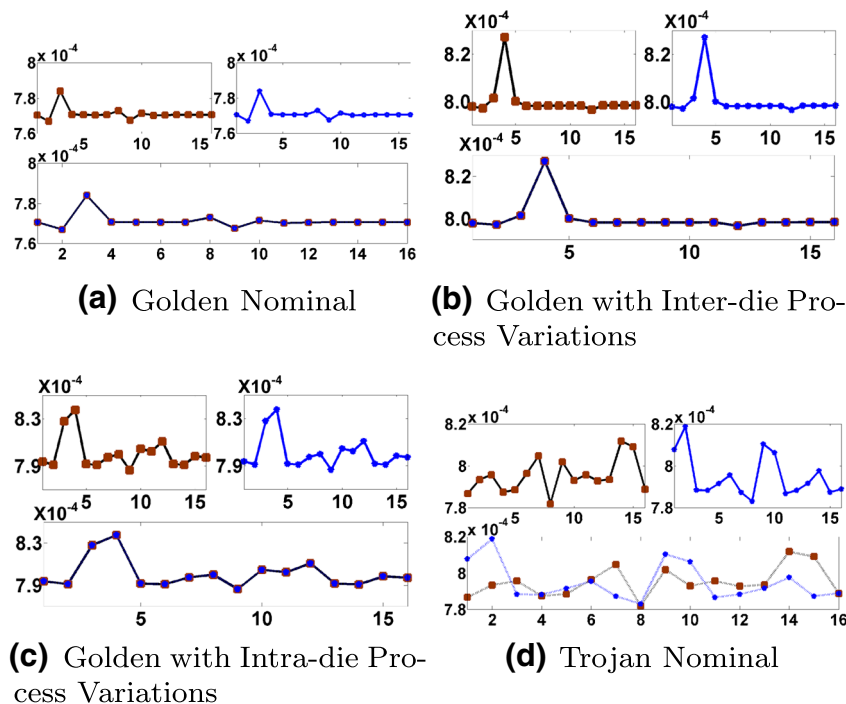 x 10⁻⁴
8
7.8
7.6
5 10 15
x 10⁻⁴
8
7.8
7.6
5 10 15
x 10⁻⁴
8
7.8
7.6
2 4 6 8 10 12 14 16
(a) Golden Nominal
X10⁻⁴
8.2
8.0
5 10 15
X10⁻⁴
8.2
8.0
5 10 15
X10⁻⁴
8.2
8.0
5 10 15
(b) Golden with Inter-die Pro-
cess Variations
X10⁻⁴
8.3
7.9
5 10 15
X10⁻⁴
8.3
7.9
5 10 15
X10⁻⁴
8.3
7.9
5 10 15
(c) Golden with Intra-die Pro-
cess Variations
x 10⁻⁴
8.2
8
7.8
5 10 15
x 10⁻⁴
8.2
8
7.8
5 10 15
x 10⁻⁴
8.2
8
7.8
2 4 6 8 10 12 14 16
(d) Trojan Nominal